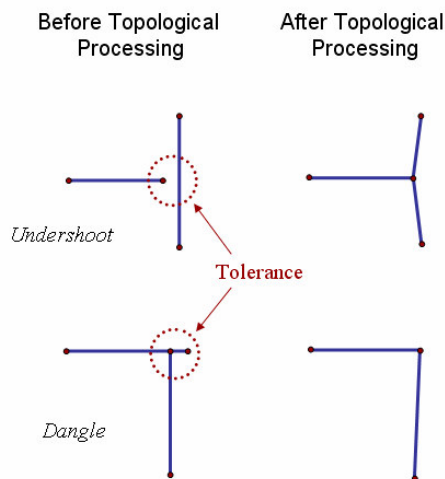 Before Topological
Processing
After Topological
Processing
Undershoot
Tolerance
Dangle